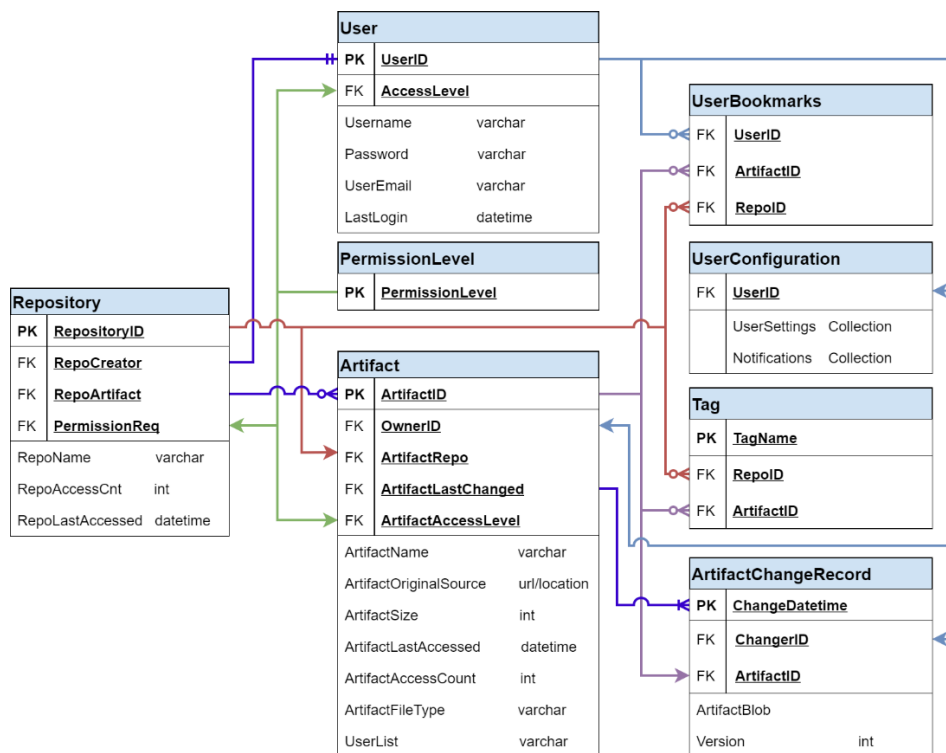 User
PK UserID
FK AccessLevel
Username varchar
Password varchar
UserEmail varchar
LastLogin datetime
PermissionLevel
PK PermissionLevel
Repository
PK RepositoryID
FK RepoCreator
FK RepoArtifact
FK PermissionReq
RepoName varchar
RepoAccessCnt int
RepoLastAccessed datetime
Artifact
PK ArtifactID
FK OwnerID
FK ArtifactRepo
FK ArtifactLastChanged
FK ArtifactAccessLevel
ArtifactName varchar
ArtifactOriginalSource url/location
ArtifactSize int
ArtifactLastAccessed datetime
ArtifactAccessCount int
ArtifactFileType varchar
UserList varchar
UserBookmarks
FK UserID
FK ArtifactID
FK RepoID
UserConfiguration
FK UserID
UserSettings Collection
Notifications Collection
Tag
PK TagName
FK RepoID
FK ArtifactID
ArtifactChangeRecord
PK ChangeDatetime
FK ChangerID
FK ArtifactID
ArtifactBlob
Version int